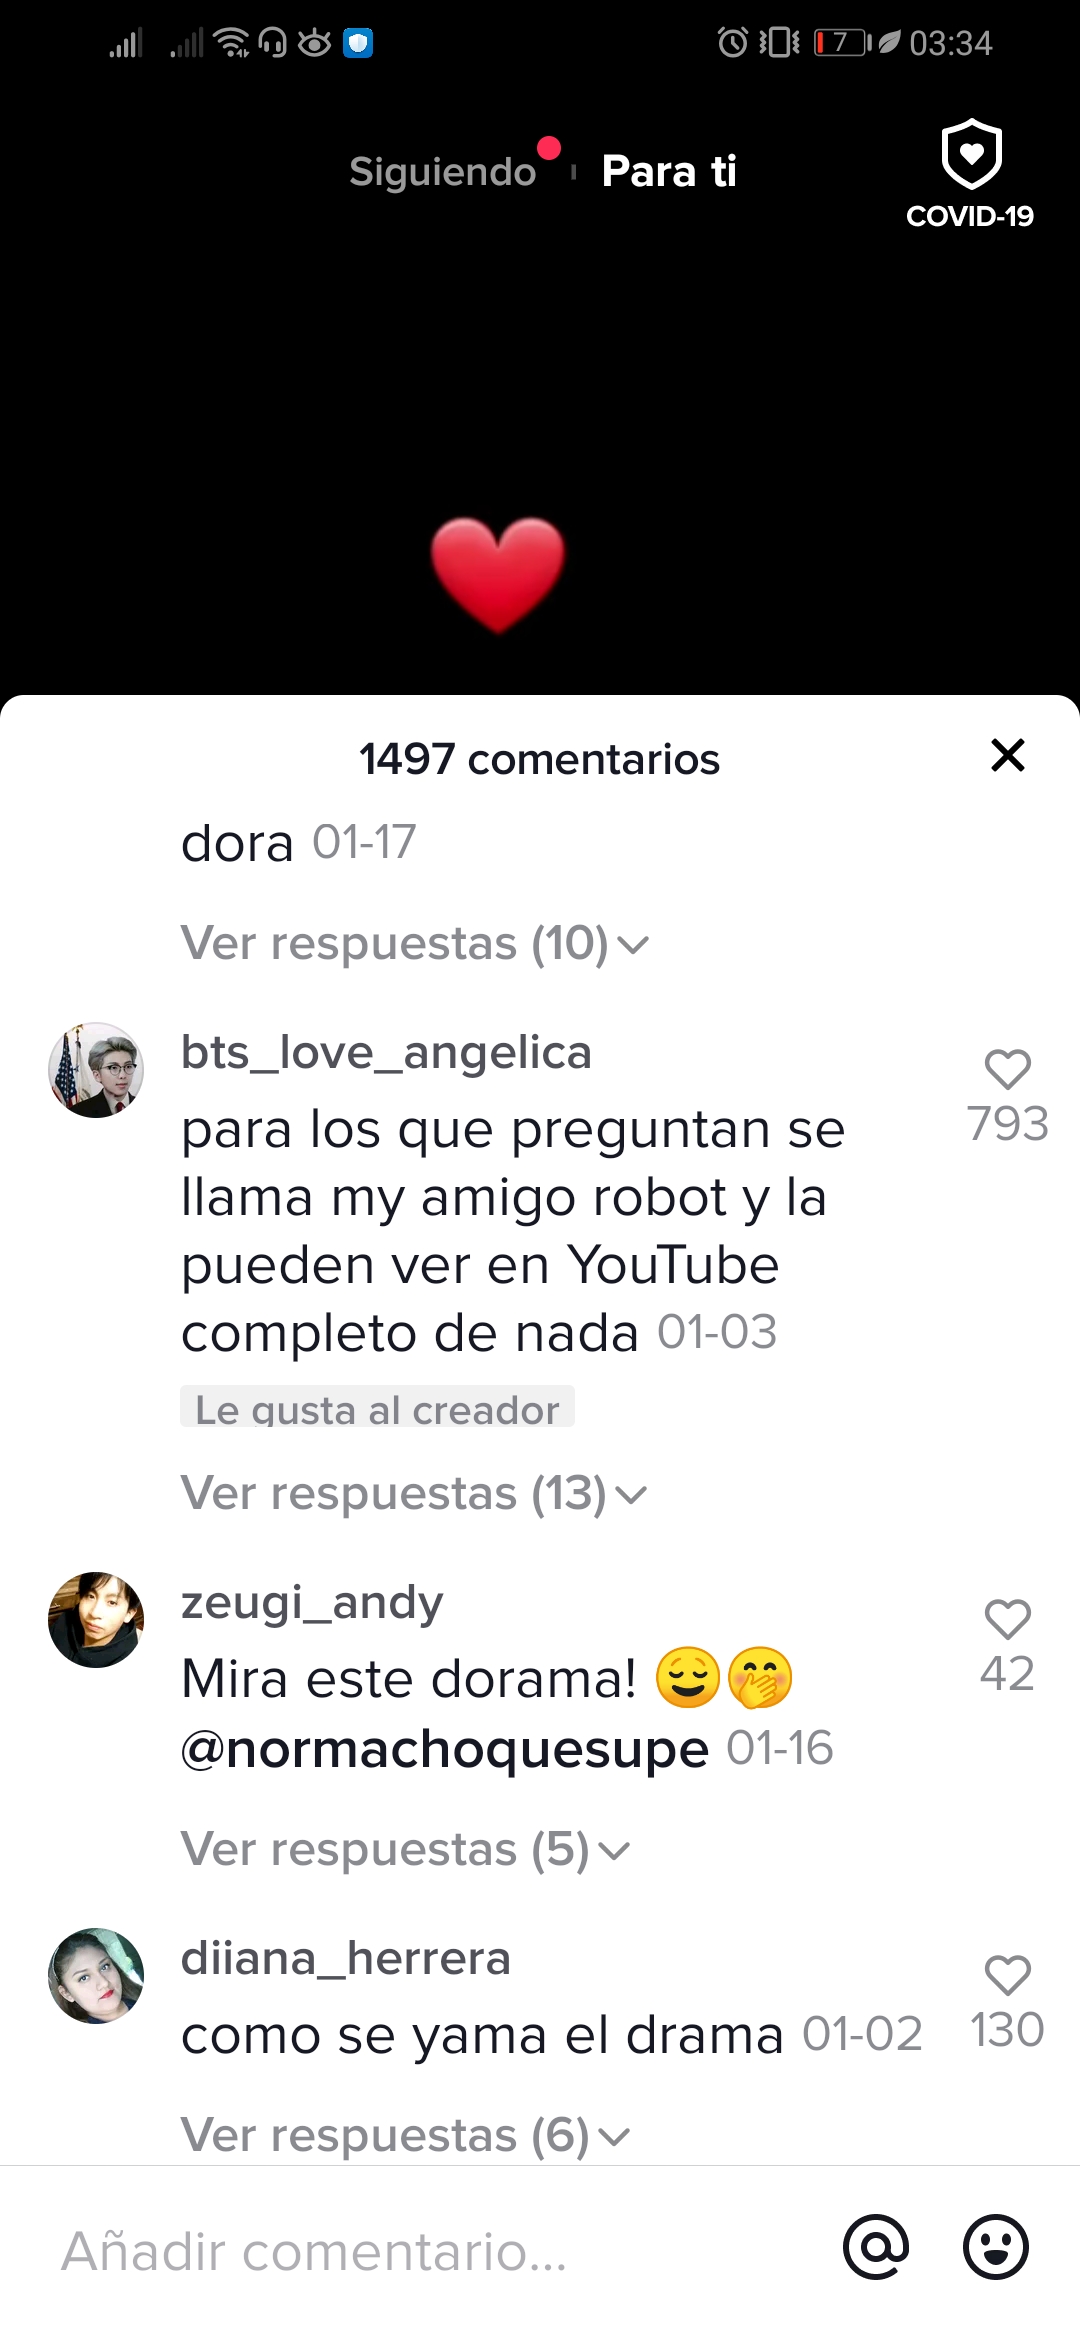 7 03:34
Siguiendo Para ti
COVID-19
1497 comentarios
dora 01-17
Ver respuestas (10)
bts_love_angelica
para los que preguntan se
llama my amigo robot y la
pueden ver en YouTube
completo de nada 01-03
793
Le gusta al creador
Ver respuestas (13)
zeugi_andy
Mira este dorama! 😌🤭
@normachoquesupe 01-16
42
Ver respuestas (5)
diiana_herrera
como se yama el drama 01-02
130
Ver respuestas (6)
Añadir comentario...